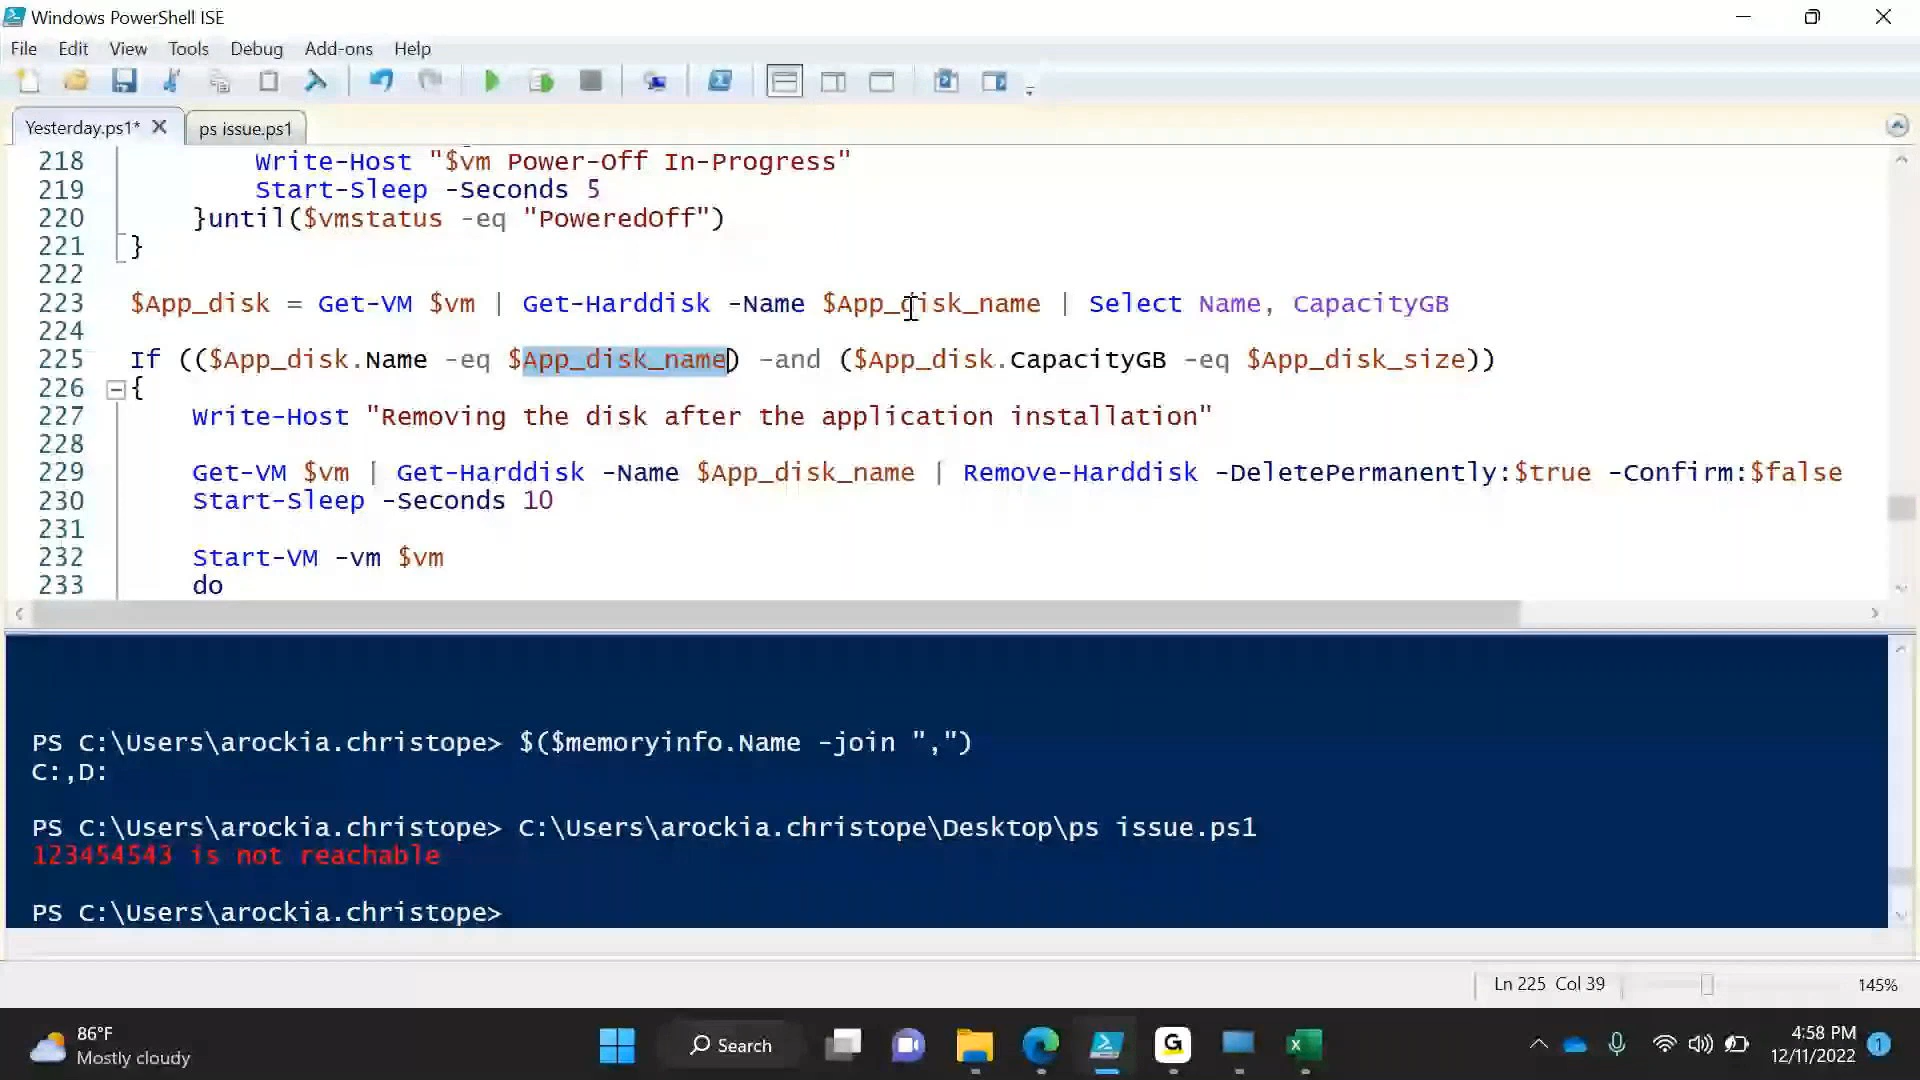 Windows PowerShell ISE
File Edit View Tools Debug Add-ons Help
Yesterday.ps1* ps issue.ps1
218 Write-Host "$vm Power-Off In-Progress"
219 Start-Sleep -Seconds 5
220 }until($vmstatus -eq "PoweredOff")
221 }
222
223 $App_disk = Get-VM $vm | Get-Harddisk -Name $App_disk_name | Select Name, CapacityGB
224
225 If (($App_disk.Name -eq $App_disk_name) -and ($App_disk.CapacityGB -eq $App_disk_size))
226 {
227 Write-Host "Removing the disk after the application installation"
228
229 Get-VM $vm | Get-Harddisk -Name $App_disk_name | Remove-Harddisk -DeletePermanently:$true -Confirm:$false
230 Start-Sleep -Seconds 10
231
232 Start-VM -vm $vm
233 do
PS C:\Users\arockia.christope> $($memoryinfo.Name -join ",")
C:,D:
PS C:\Users\arockia.christope> C:\Users\arockia.christope\Desktop\ps issue.ps1
123454543 is not reachable
PS C:\Users\arockia.christope>
Ln 225 Col 39 145%
86°F
Mostly cloudy
Search
4:58 PM
12/11/2022
1